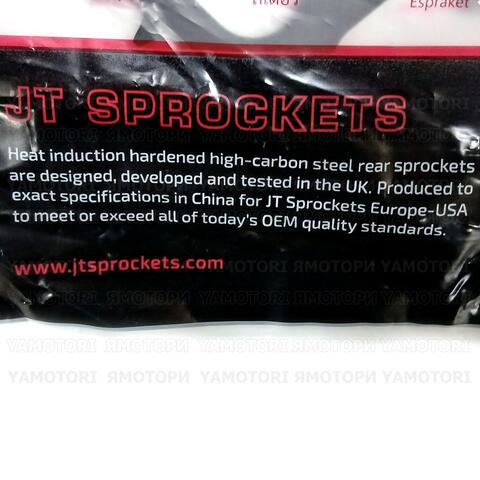 Espraket
JT SPROCKETS
Heat induction hardened high-carbon steel rear sprockets
are designed, developed and tested in the UK. Produced to
exact specifications in China for JT Sprockets Europe-USA
to meet or exceed all of today's OEM quality standards.
www.jtsprockets.com
YAMOTORI ЯМОТОРИ YAMOTORI ЯМОТОРИ YAMOTORI
YAMOTORI ЯМОТОРИ YAMOTORI ЯМОТОРИ YAMOTORI